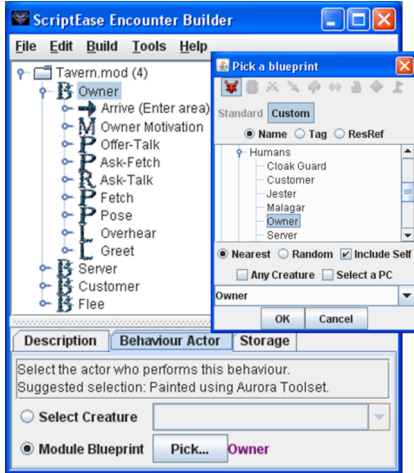 ScriptEase Encounter Builder
File Edit Build Tools Help
Tavern.mod (4)
B Owner
Arrive (Enter area)
M Owner Motivation
P Offer-Talk
P Ask-Fetch
R Ask-Talk
P Fetch
P Pose
L Overhear
L Greet
B Server
B Customer
B Flee
Description Behaviour Actor Storage
Select the actor who performs this behaviour.
Suggested selection: Painted using Aurora Toolset.
Select Creature
Module Blueprint Pick... Owner
Pick a blueprint
Standard Custom
Name Tag ResRef
Humans
Cloak Guard
Customer
Jester
Malagar
Owner
Server
Nearest Random Include Self
Any Creature Select a PC
Owner
OK Cancel